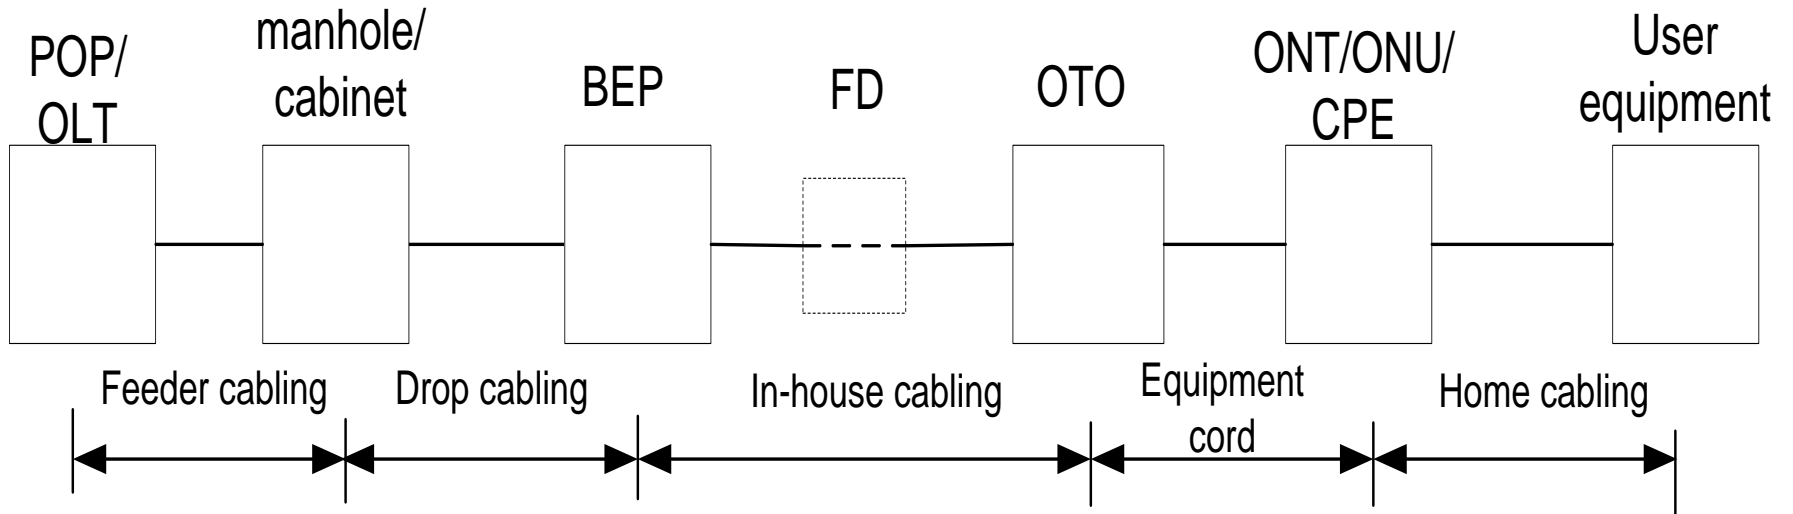 POP/
OLT
manhole/
cabinet
BEP
FD
OTO
ONT/ONU/
CPE
User
equipment
Feeder cabling
Drop cabling
In-house cabling
Equipment
cord
Home cabling